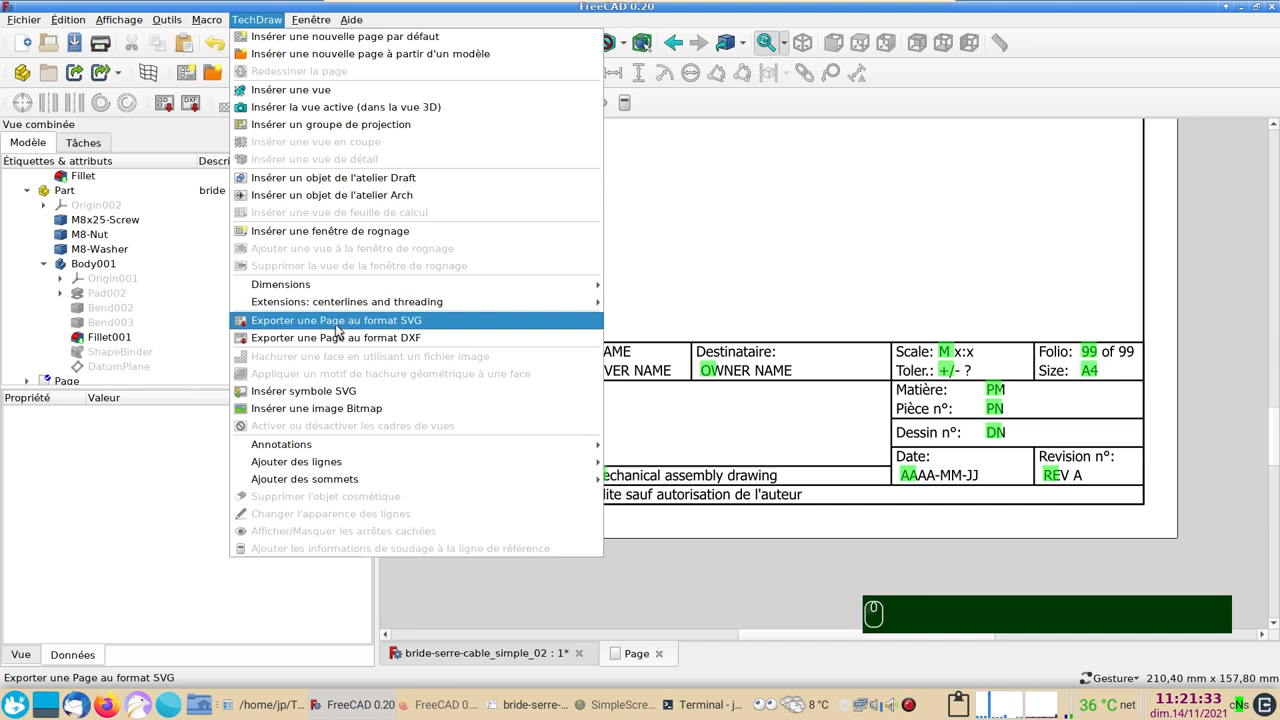 FreeCAD 0.20
Fichier Édition Affichage Outils Macro TechDraw Fenêtre Aide
Insérer une nouvelle page par défaut
Insérer une nouvelle page à partir d'un modèle
Redessiner la page
Insérer une vue
Insérer la vue active (dans la vue 3D)
Insérer un groupe de projection
Insérer une vue en coupe
Insérer une vue de détail
Insérer un objet de l'atelier Draft
Insérer un objet de l'atelier Arch
Insérer une vue de feuille de calcul
Insérer une fenêtre de rognage
Ajouter une vue à la fenêtre de rognage
Supprimer la vue de la fenêtre de rognage
Dimensions
Extensions: centerlines and threading
Exporter une Page au format SVG
Exporter une Page au format DXF
Hachurer une face en utilisant un fichier image
Appliquer un motif de hachure géométrique à une face
Insérer symbole SVG
Insérer une image Bitmap
Activer ou désactiver les cadres de vues
Annotations
Ajouter des lignes
Ajouter des sommets
Supprimer l'objet cosmétique
Changer l'apparence des lignes
Afficher/Masquer les arrêtes cachées
Ajouter les informations de soudage à la ligne de référence
DXF
Vue combinée
Modèle Tâches
Étiquettes & attributs Descri
Fillet
Part bride
Origin002
M8x25-Screw
M8-Nut
M8-Washer
Body001
Origin001
Pad002
Bend002
Bend003
Fillet001
ShapeBinder
DatumPlane
Page
Propriété Valeur
Vue Données
AME Destinataire: Scale: M x:x Folio: 99 of 99
VER NAME OWNER NAME Toler.: +/- ? Size: A4
Matière: PM
Pièce n°: PN
Dessin n°: DN
Date: Revision n°:
echanical assembly drawing AAAA-MM-JJ REV A
lite sauf autorisation de l'auteur
bride-serre-cable_simple_02 : 1* Page
Exporter une Page au format SVG Gesture 210,40 mm x 157,80 mm
/home/jp/T... FreeCAD 0.20 FreeCAD 0.... bride-serre-... SimpleScre... Terminal - j... 8 °C 36 °C net 11:21:33 cNs
dim.14/11/2021